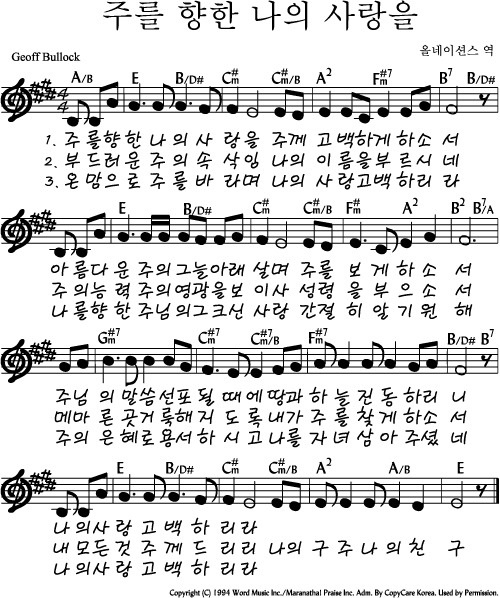 주를 향한 나의 사랑을
Geoff Bullock
올네이션스 역
A/B E B/D# C#m C#m/B A2 F#m7 B7 B/D#
4 4
1. 주를향한 나의사 랑을 주께 고백하게 하소 서
2. 부드러운 주의속 삭임 나의 이름을부르시 네
3. 온맘으로 주를바 라며 나의 사랑고백하리 라
E B/D# C#m C#m/B F#m A2 B2 B7/A
아름다운 주의그늘아래 살며 주를 보게하소 서
주의능력 주의영광을보 이사 성령을 부으소 서
나를향한 주님의그크신 사랑 간절히 알기원 해
G#m7 C#m7 F#m7 C#m7 C#m/B F#m7 B/D B7
주님의 말씀선포될 때에땅과하늘진동하리 니
메마른 곳거룩해지 도록내가주를찾게하소 서
주의은혜로용서하 시고나를자녀삼아주셨 네
E B/D# C#m C#m/B A2 A/B E
나의사랑 고백하 리라
내모든것 주께드 리리 나의구주나의친 구
나의사랑 고백하 리라
Copyright (C) 1994 Word Music Inc./Maranatha! Praise Inc. Adm. By CopyCare Korea. Used by Permission.